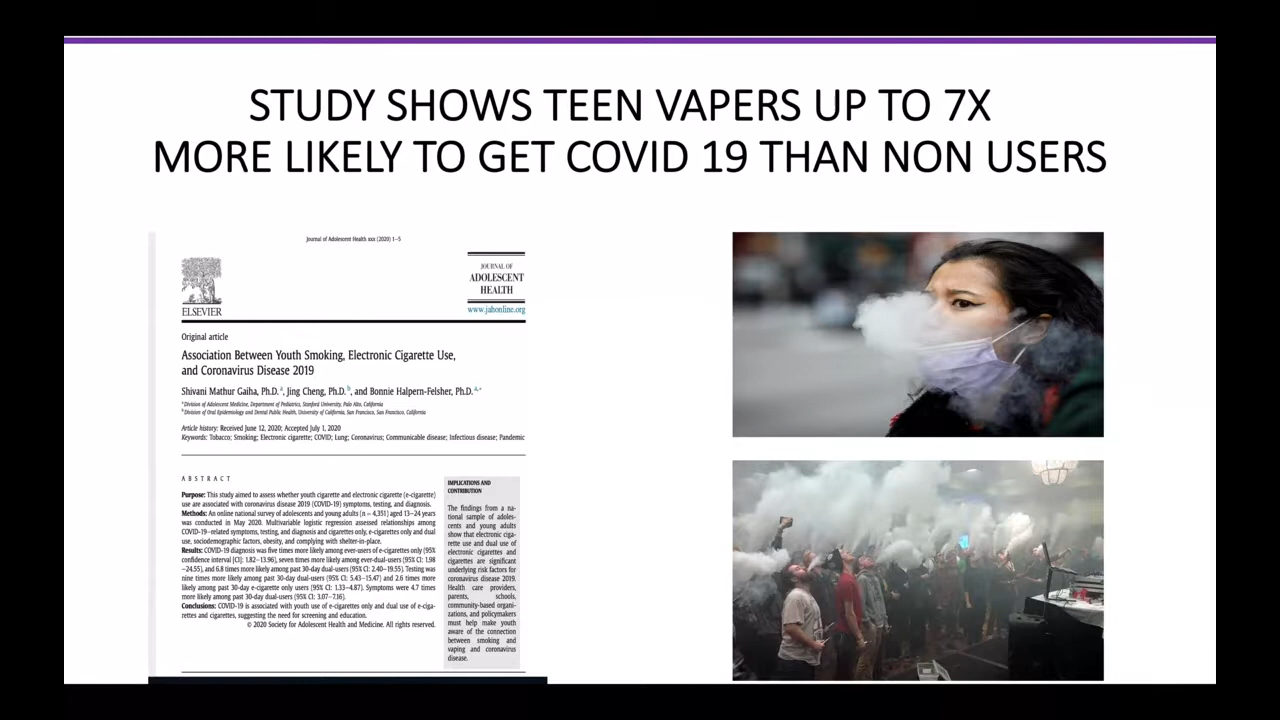 STUDY SHOWS TEEN VAPERS UP TO 7X
MORE LIKELY TO GET COVID 19 THAN NON USERS
Journal of Adolescent Health xxx (2020) 1–5
ELSEVIER
JOURNAL OF
ADOLESCENT
HEALTH
www.jahonline.org
Original article
Association Between Youth Smoking, Electronic Cigarette Use,
and Coronavirus Disease 2019
Shivani Mathur Gaiha, Ph.D. a, Jing Cheng, Ph.D. b, and Bonnie Halpern-Felsher, Ph.D. a,*
a Division of Adolescent Medicine, Department of Pediatrics, Stanford University, Palo Alto, California
b Division of Oral Epidemiology and Dental Public Health, University of California, San Francisco, San Francisco, California
Article history: Received June 12, 2020; Accepted July 1, 2020
Keywords: Tobacco; Smoking; Electronic cigarette; COVID; Lung; Coronavirus; Communicable disease; Infectious disease; Pandemic
ABSTRACT
Purpose: This study aimed to assess whether youth cigarette and electronic cigarette (e-cigarette)
use are associated with coronavirus disease 2019 (COVID-19) symptoms, testing, and diagnosis.
Methods: An online national survey of adolescents and young adults (n = 4,351) aged 13–24 years
was conducted in May 2020. Multivariable logistic regression assessed relationships among
COVID-19–related symptoms, testing, and diagnosis and cigarettes only, e-cigarettes only and dual
use, sociodemographic factors, obesity, and complying with shelter-in-place.
Results: COVID-19 diagnosis was five times more likely among ever-users of e-cigarettes only (95%
confidence interval [CI]: 1.82–13.96), seven times more likely among ever-dual-users (95% CI: 1.98
–24.55), and 6.8 times more likely among past 30-day dual-users (95% CI: 2.40–19.55). Testing was
nine times more likely among past 30-day dual-users (95% CI: 5.43–15.47) and 2.6 times more
likely among past 30-day e-cigarette only users (95% CI: 1.33–4.87). Symptoms were 4.7 times
more likely among past 30-day dual-users (95% CI: 3.07–7.16).
Conclusions: COVID-19 is associated with youth use of e-cigarettes only and dual use of e-ciga-
rettes and cigarettes, suggesting the need for screening and education.
© 2020 Society for Adolescent Health and Medicine. All rights reserved.
IMPLICATIONS AND
CONTRIBUTION
The findings from a na-
tional sample of adoles-
cents and young adults
show that electronic ciga-
rette use and dual use of
electronic cigarettes and
cigarettes are significant
underlying risk factors for
coronavirus disease 2019.
Health care providers,
parents, schools,
community-based organi-
zations, and policymakers
must help make youth
aware of the connection
between smoking and
vaping and coronavirus
disease.